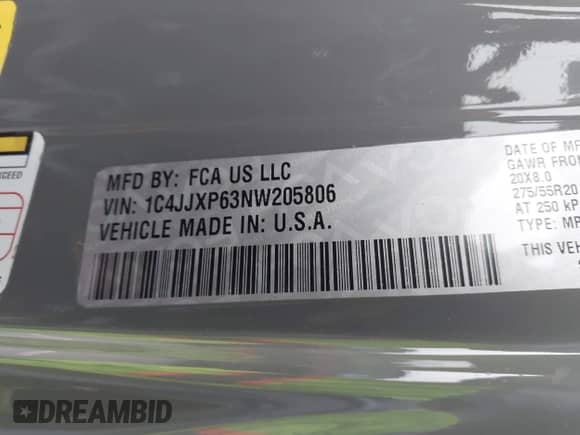 EXCEED
MFD BY: FCA US LLC
VIN: 1C4JJXP63NW205806
VEHICLE MADE IN: U.S.A.
DATE OF MF
GAWR FRON
20X8.0
275/55R20
AT 250 kP
TYPE: MP
THIS VEH
DREAMBID